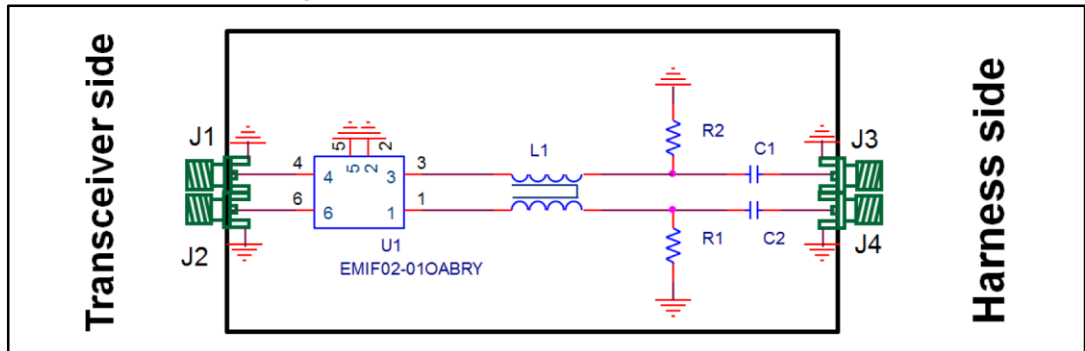 Transceiver side
J1
J2
4
6
5
2
5
2
4
3
6
1
3
1
U1
EMIF02-01OABRY
L1
R2
C1
R1
C2
J3
J4
Harness side